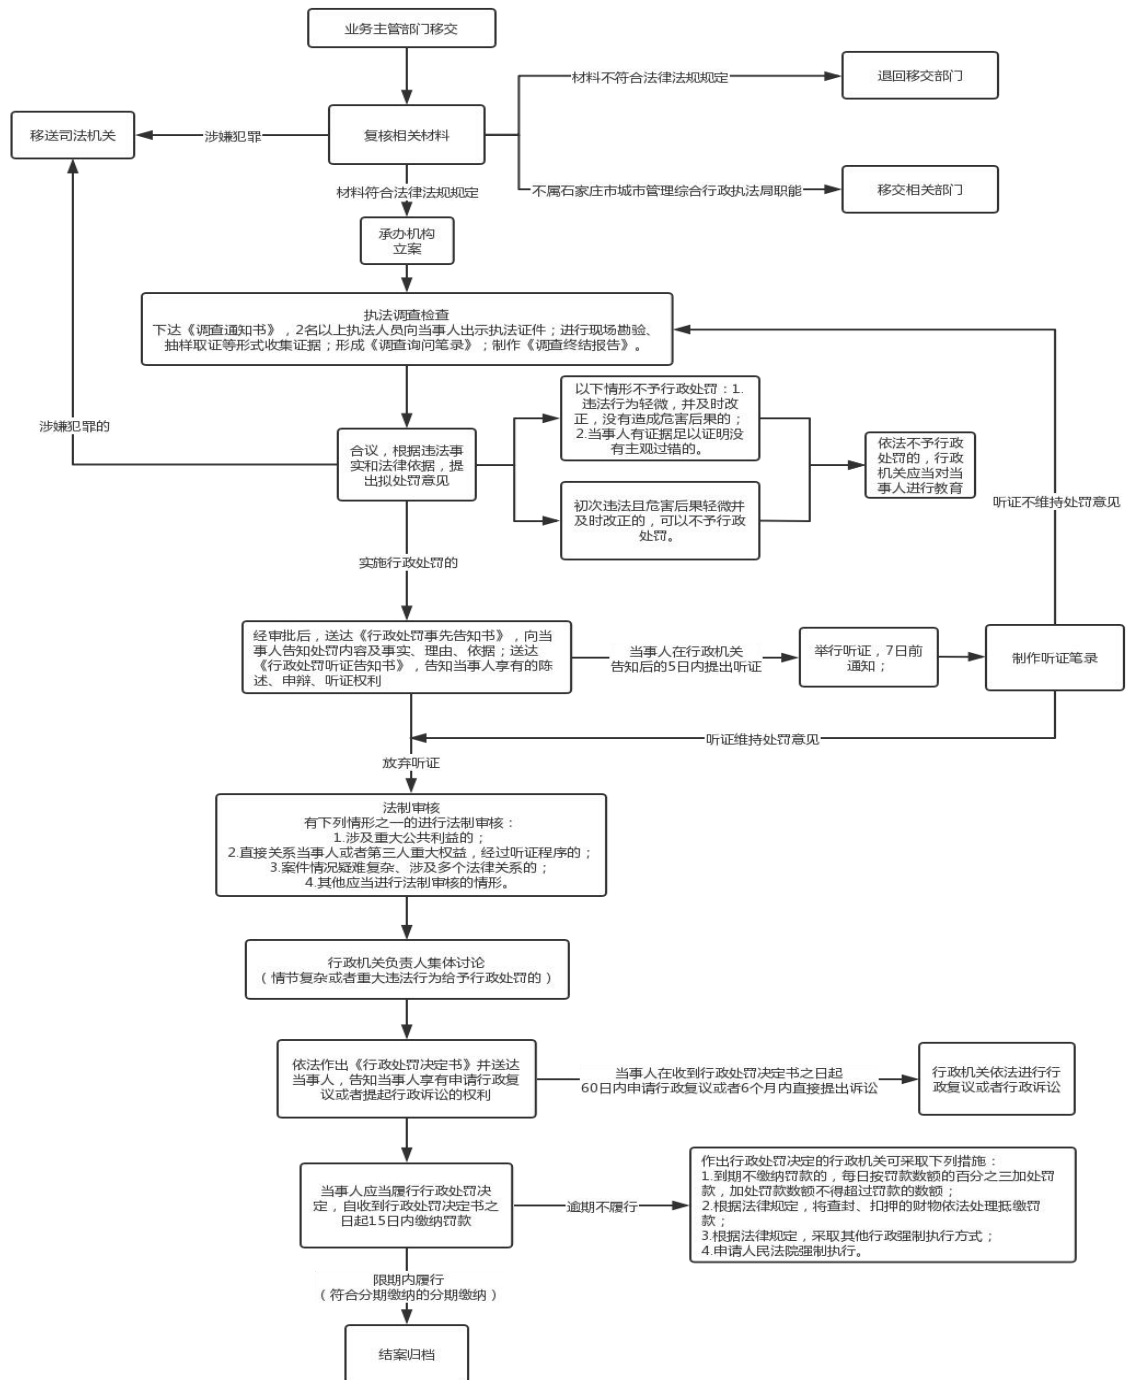 业务主管部门移交
材料不符合法律法规规定
退回移交部门
移送司法机关
涉嫌犯罪
复核相关材料
材料符合法律法规规定
不属石家庄市城市管理综合行政执法局职能
移交相关部门
承办机构
立案
执法调查检查
下达《调查通知书》，2名以上执法人员向当事人出示执法证件；进行现场勘验、
抽样取证等形式收集证据；形成《调查询问笔录》；制作《调查终结报告》。
涉嫌犯罪的
合议，根据违法事
实和法律依据，提
出拟处罚意见
以下情形不予行政处罚：1.
违法行为轻微，并及时改
正，没有造成危害后果的；
2.当事人有证据足以证明没
有主观过错的。
初次违法且危害后果轻微并
及时改正的，可以不予行政
处罚。
依法不予行政
处罚的，行政
机关应当对当
事人进行教育
听证不维持处罚意见
实施行政处罚的
经审批后，送达《行政处罚事先告知书》，向当
事人告知处罚内容及事实、理由、依据；送达
《行政处罚听证告知书》，告知当事人享有的陈
述、申辩、听证权利
当事人在行政机关
告知后的5日内提出听证
举行听证，7日前
通知；
制作听证笔录
听证维持处罚意见
放弃听证
法制审核
有下列情形之一的进行法制审核：
1.涉及重大公共利益的；
2.直接关系当事人或者第三人重大权益，经过听证程序的；
3.案件情况疑难复杂、涉及多个法律关系的；
4.其他应当进行法制审核的情形。
行政机关负责人集体讨论
（情节复杂或者重大违法行为给予行政处罚的）
依法作出《行政处罚决定书》并送达
当事人，告知当事人享有申请行政复
议或者提起行政诉讼的权利
当事人在收到行政处罚决定书之日起
60日内申请行政复议或者6个月内直接提出诉讼
行政机关依法进行行
政复议或者行政诉讼
当事人应当履行行政处罚决
定，自收到行政处罚决定书之
日起15日内缴纳罚款
逾期不履行
作出行政处罚决定的行政机关可采取下列措施：
1.到期不缴纳罚款的，每日按罚款数额的百分之三加处罚
款，加处罚款数额不得超过罚款的数额；
2.根据法律规定，将查封、扣押的财物依法处理抵缴罚
款；
3.根据法律规定，采取其他行政强制执行方式；
4.申请人民法院强制执行。
限期内履行
（符合分期缴纳的分期缴纳）
结案归档